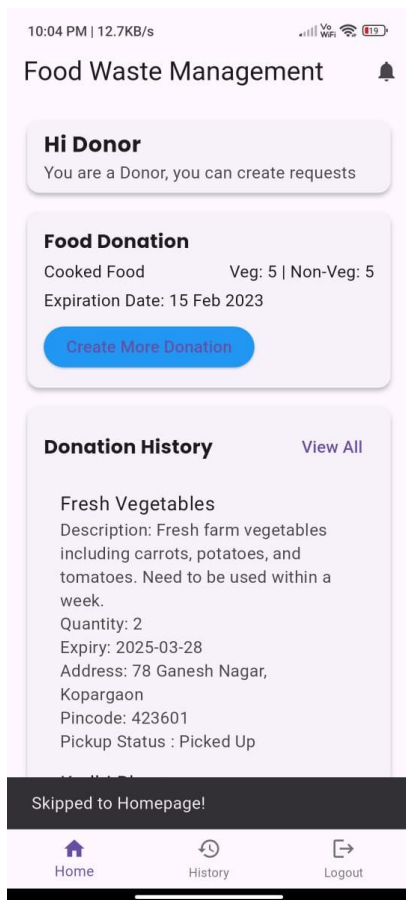 10:04 PM | 12.7KB/s
Vo WiFi
19
Food Waste Management
Hi Donor
You are a Donor, you can create requests
Food Donation
Cooked Food Veg: 5 | Non-Veg: 5
Expiration Date: 15 Feb 2023
Create More Donation
Donation History View All
Fresh Vegetables
Description: Fresh farm vegetables
including carrots, potatoes, and
tomatoes. Need to be used within a
week.
Quantity: 2
Expiry: 2025-03-28
Address: 78 Ganesh Nagar,
Kopargaon
Pincode: 423601
Pickup Status : Picked Up
Skipped to Homepage!
Home History Logout